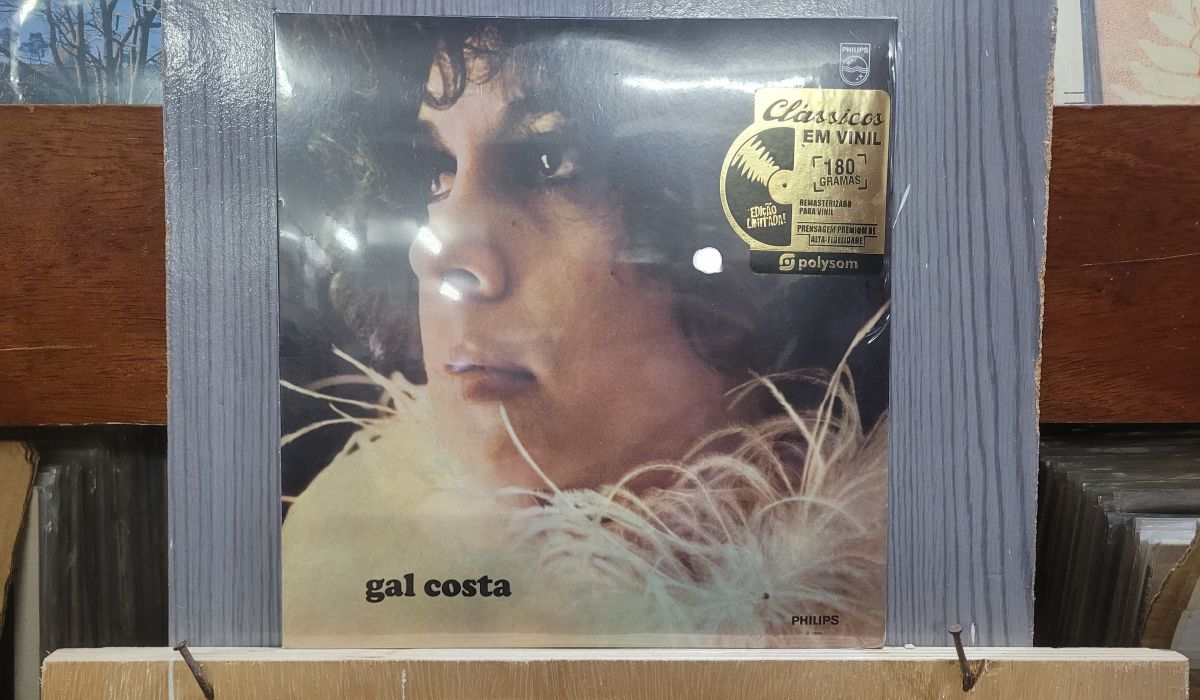 PHILIPS
Clássicos
EM VINIL
180
GRAMAS
EDIÇÃO
LIMITADA!
REMASTERIZADO
PARA VINIL
PRENSAGEM PREMIUM DE
ALTA-FIDELIDADE
polysom
gal costa
PHILIPS